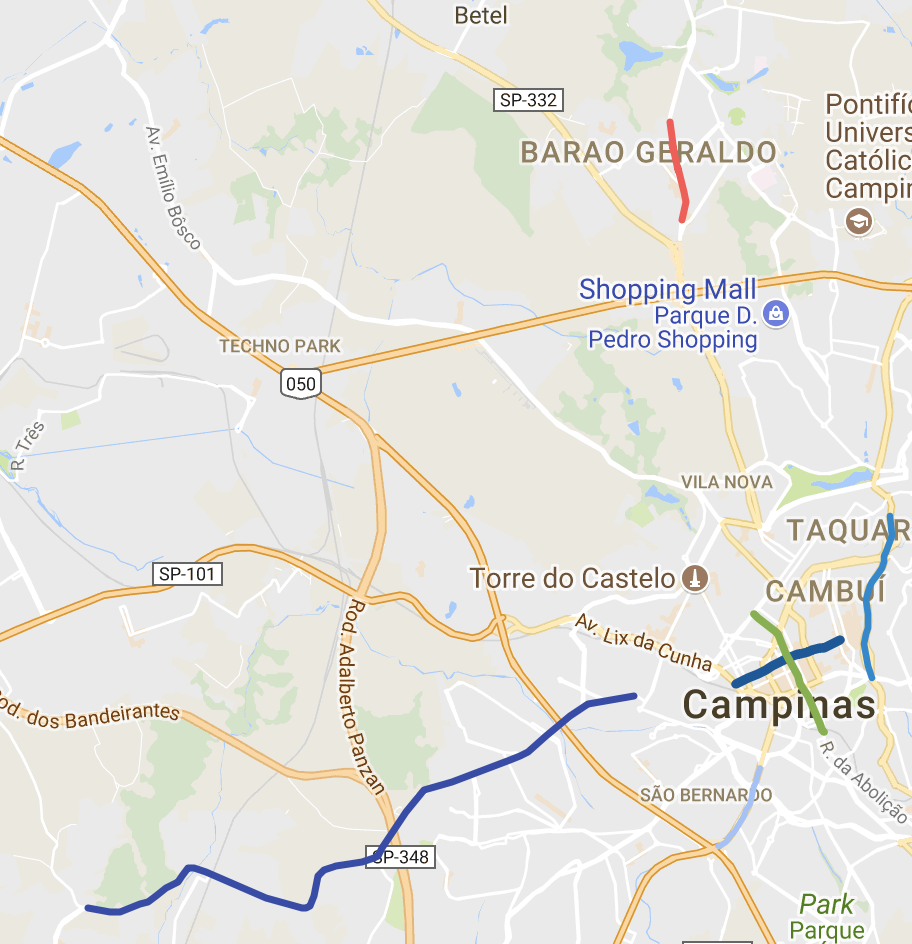 Betel
SP-332
Pontifíc
Univers
Católic
Campin
BARAO GERALDO
Av. Emílio Bôsco
Shopping Mall
Parque D.
Pedro Shopping
TECHNO PARK
050
R. Três
VILA NOVA
TAQUAR
SP-101
Torre do Castelo
CAMBUÍ
Av. Lix da Cunha
Rod. Adalberto Panzan
od. dos Bandeirantes
Campinas
R. da Abolição
SÃO BERNARDO
SP-348
Park
Parque